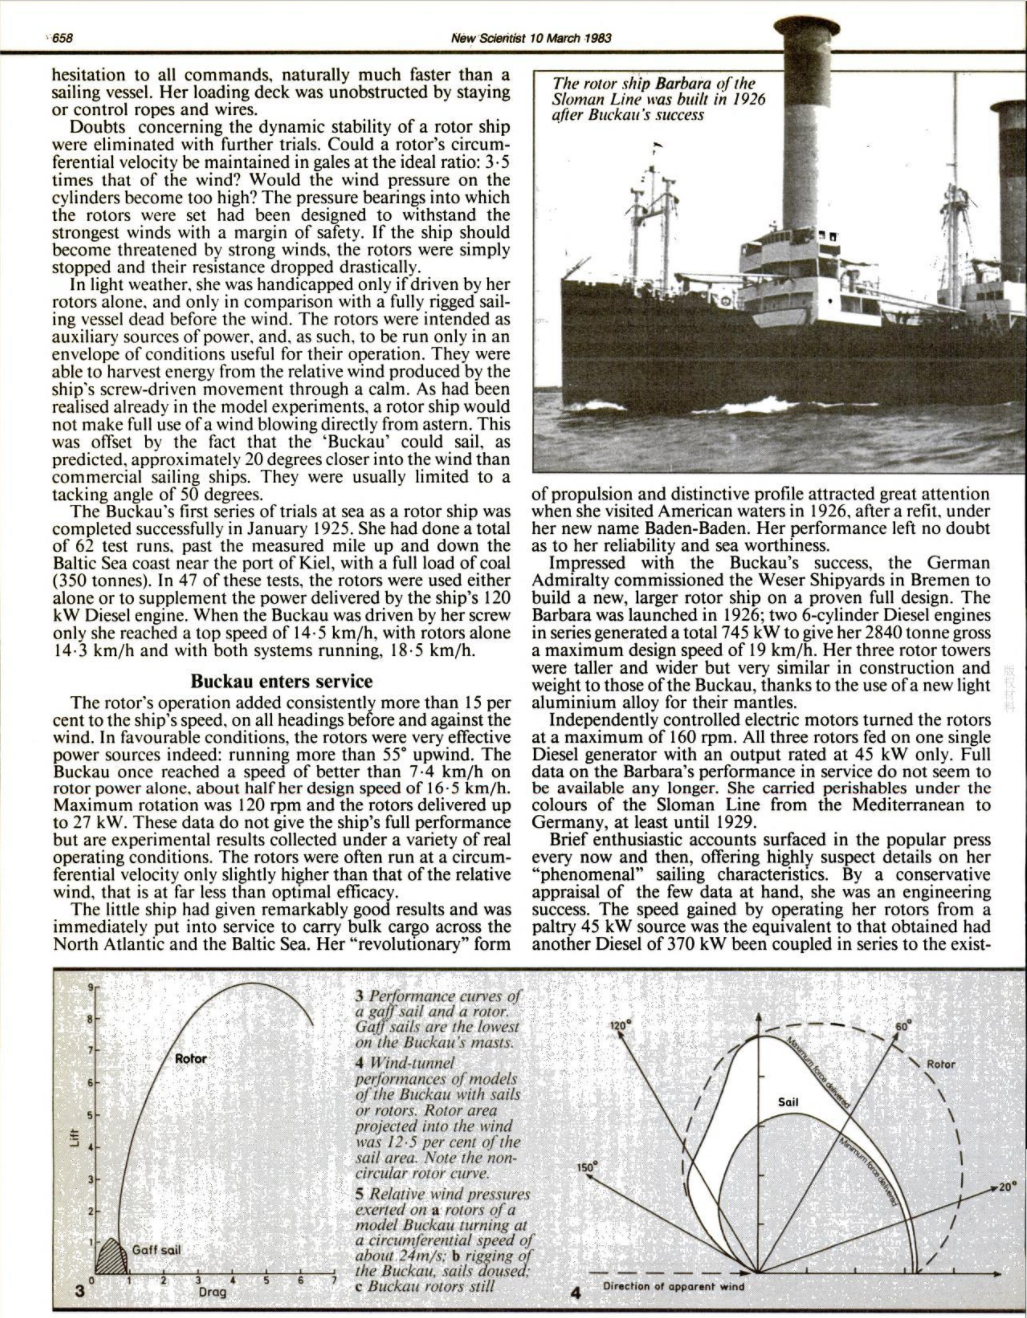 658
New Scientist 10 March 1983
hesitation to all commands, naturally much faster than a
sailing vessel. Her loading deck was unobstructed by staying
or control ropes and wires.
Doubts concerning the dynamic stability of a rotor ship
were eliminated with further trials. Could a rotor's circum-
ferential velocity be maintained in gales at the ideal ratio: 3·5
times that of the wind? Would the wind pressure on the
cylinders become too high? The pressure bearings into which
the rotors were set had been designed to withstand the
strongest winds with a margin of safety. If the ship should
become threatened by strong winds, the rotors were simply
stopped and their resistance dropped drastically.
In light weather, she was handicapped only if driven by her
rotors alone, and only in comparison with a fully rigged sail-
ing vessel dead before the wind. The rotors were intended as
auxiliary sources of power, and, as such, to be run only in an
envelope of conditions useful for their operation. They were
able to harvest energy from the relative wind produced by the
ship's screw-driven movement through a calm. As had been
realised already in the model experiments, a rotor ship would
not make full use of a wind blowing directly from astern. This
was offset by the fact that the 'Buckau' could sail, as
predicted, approximately 20 degrees closer into the wind than
commercial sailing ships. They were usually limited to a
tacking angle of 50 degrees.
The Buckau's first series of trials at sea as a rotor ship was
completed successfully in January 1925. She had done a total
of 62 test runs, past the measured mile up and down the
Baltic Sea coast near the port of Kiel, with a full load of coal
(350 tonnes). In 47 of these tests, the rotors were used either
alone or to supplement the power delivered by the ship's 120
kW Diesel engine. When the Buckau was driven by her screw
only she reached a top speed of 14·5 km/h, with rotors alone
14·3 km/h and with both systems running, 18·5 km/h.
Buckau enters service
The rotor's operation added consistently more than 15 per
cent to the ship's speed, on all headings before and against the
wind. In favourable conditions, the rotors were very effective
power sources indeed: running more than 55° upwind. The
Buckau once reached a speed of better than 7·4 km/h on
rotor power alone, about half her design speed of 16·5 km/h.
Maximum rotation was 120 rpm and the rotors delivered up
to 27 kW. These data do not give the ship's full performance
but are experimental results collected under a variety of real
operating conditions. The rotors were often run at a circum-
ferential velocity only slightly higher than that of the relative
wind, that is at far less than optimal efficacy.
The little ship had given remarkably good results and was
immediately put into service to carry bulk cargo across the
North Atlantic and the Baltic Sea. Her "revolutionary" form
The rotor ship Barbara of the
Sloman Line was built in 1926
after Buckau's success
of propulsion and distinctive profile attracted great attention
when she visited American waters in 1926, after a refit, under
her new name Baden-Baden. Her performance left no doubt
as to her reliability and sea worthiness.
Impressed with the Buckau's success, the German
Admiralty commissioned the Weser Shipyards in Bremen to
build a new, larger rotor ship on a proven full design. The
Barbara was launched in 1926; two 6-cylinder Diesel engines
in series generated a total 745 kW to give her 2840 tonne gross
a maximum design speed of 19 km/h. Her three rotor towers
were taller and wider but very similar in construction and
weight to those of the Buckau, thanks to the use of a new light
aluminium alloy for their mantles.
Independently controlled electric motors turned the rotors
at a maximum of 160 rpm. All three rotors fed on one single
Diesel generator with an output rated at 45 kW only. Full
data on the Barbara's performance in service do not seem to
be available any longer. She carried perishables under the
colours of the Sloman Line from the Mediterranean to
Germany, at least until 1929.
Brief enthusiastic accounts surfaced in the popular press
every now and then, offering highly suspect details on her
"phenomenal" sailing characteristics. By a conservative
appraisal of the few data at hand, she was an engineering
success. The speed gained by operating her rotors from a
paltry 45 kW source was the equivalent to that obtained had
another Diesel of 370 kW been coupled in series to the exist-
版权材料
9
8
7
6
5
4
3
2
1
Lift
Rotor
Gaff sail
0 1 2 3 4 5 6 7
Drag
3
3 Performance curves of
a gaff sail and a rotor.
Gaff sails are the lowest
on the Buckau's masts.
4 Wind-tunnel
performances of models
of the Buckau with sails
or rotors. Rotor area
projected into the wind
was 12·5 per cent of the
sail area. Note the non-
circular rotor curve.
5 Relative wind pressures
exerted on a rotors of a
model Buckau turning at
a circumferential speed of
about 24m/s; b rigging of
the Buckau, sails doused;
c Buckau rotors still
120°
60°
Rotor
Maximum force delivered
Sail
Minimum force delivered
150°
20°
Direction of apparent wind
4